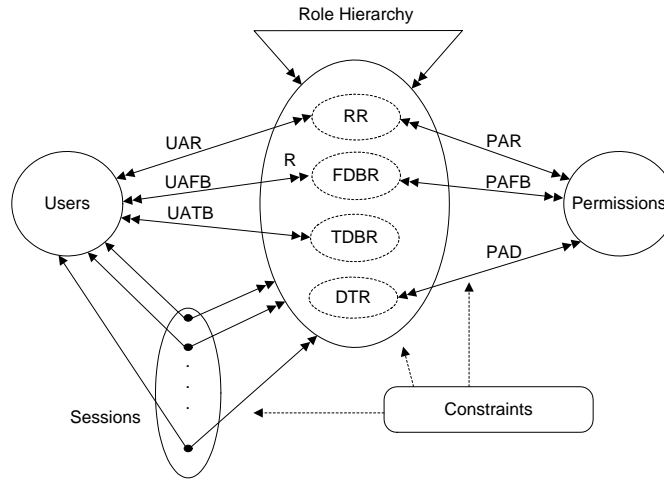 Role Hierarchy
RR
UAR
PAR
R
FDBR
UAFB
PAFB
Users
Permissions
UATB
TDBR
PAD
DTR
Sessions
Constraints